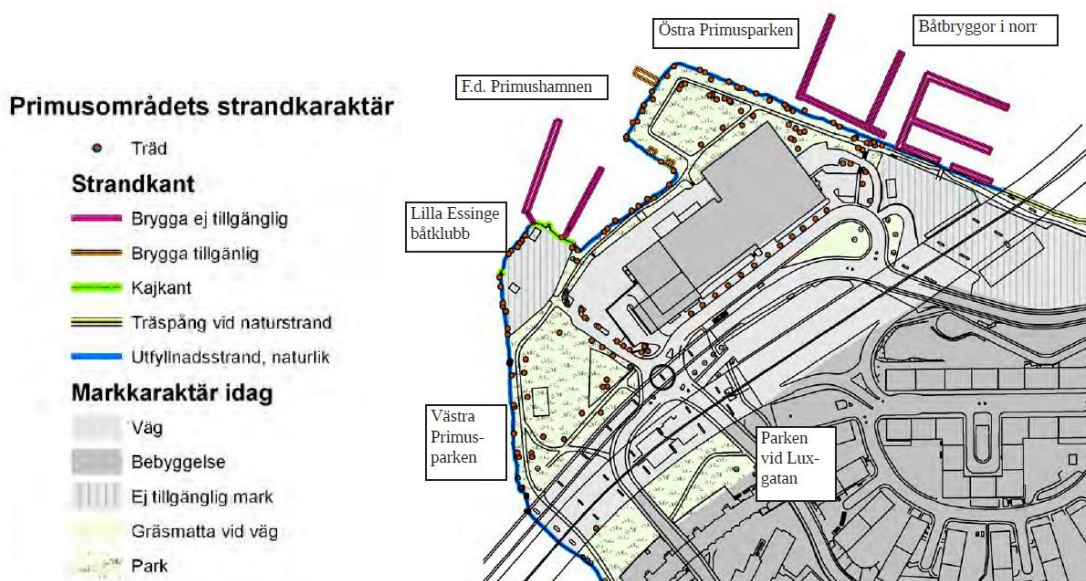 Primusområdets strandkaraktär
Träd
Strandkant
Brygga ej tillgänglig
Brygga tillgänlig
Kajkant
Träspång vid naturstrand
Utfyllnadsstrand, naturlik
Markkaraktär idag
Väg
Bebyggelse
Ej tillgänglig mark
Gräsmatta vid väg
Park
Östra Primusparken
Båtbryggor i norr
F.d. Primushamnen
Lilla Essinge
båtklubb
Västra
Primus-
parken
Parken
vid Lux-
gatan